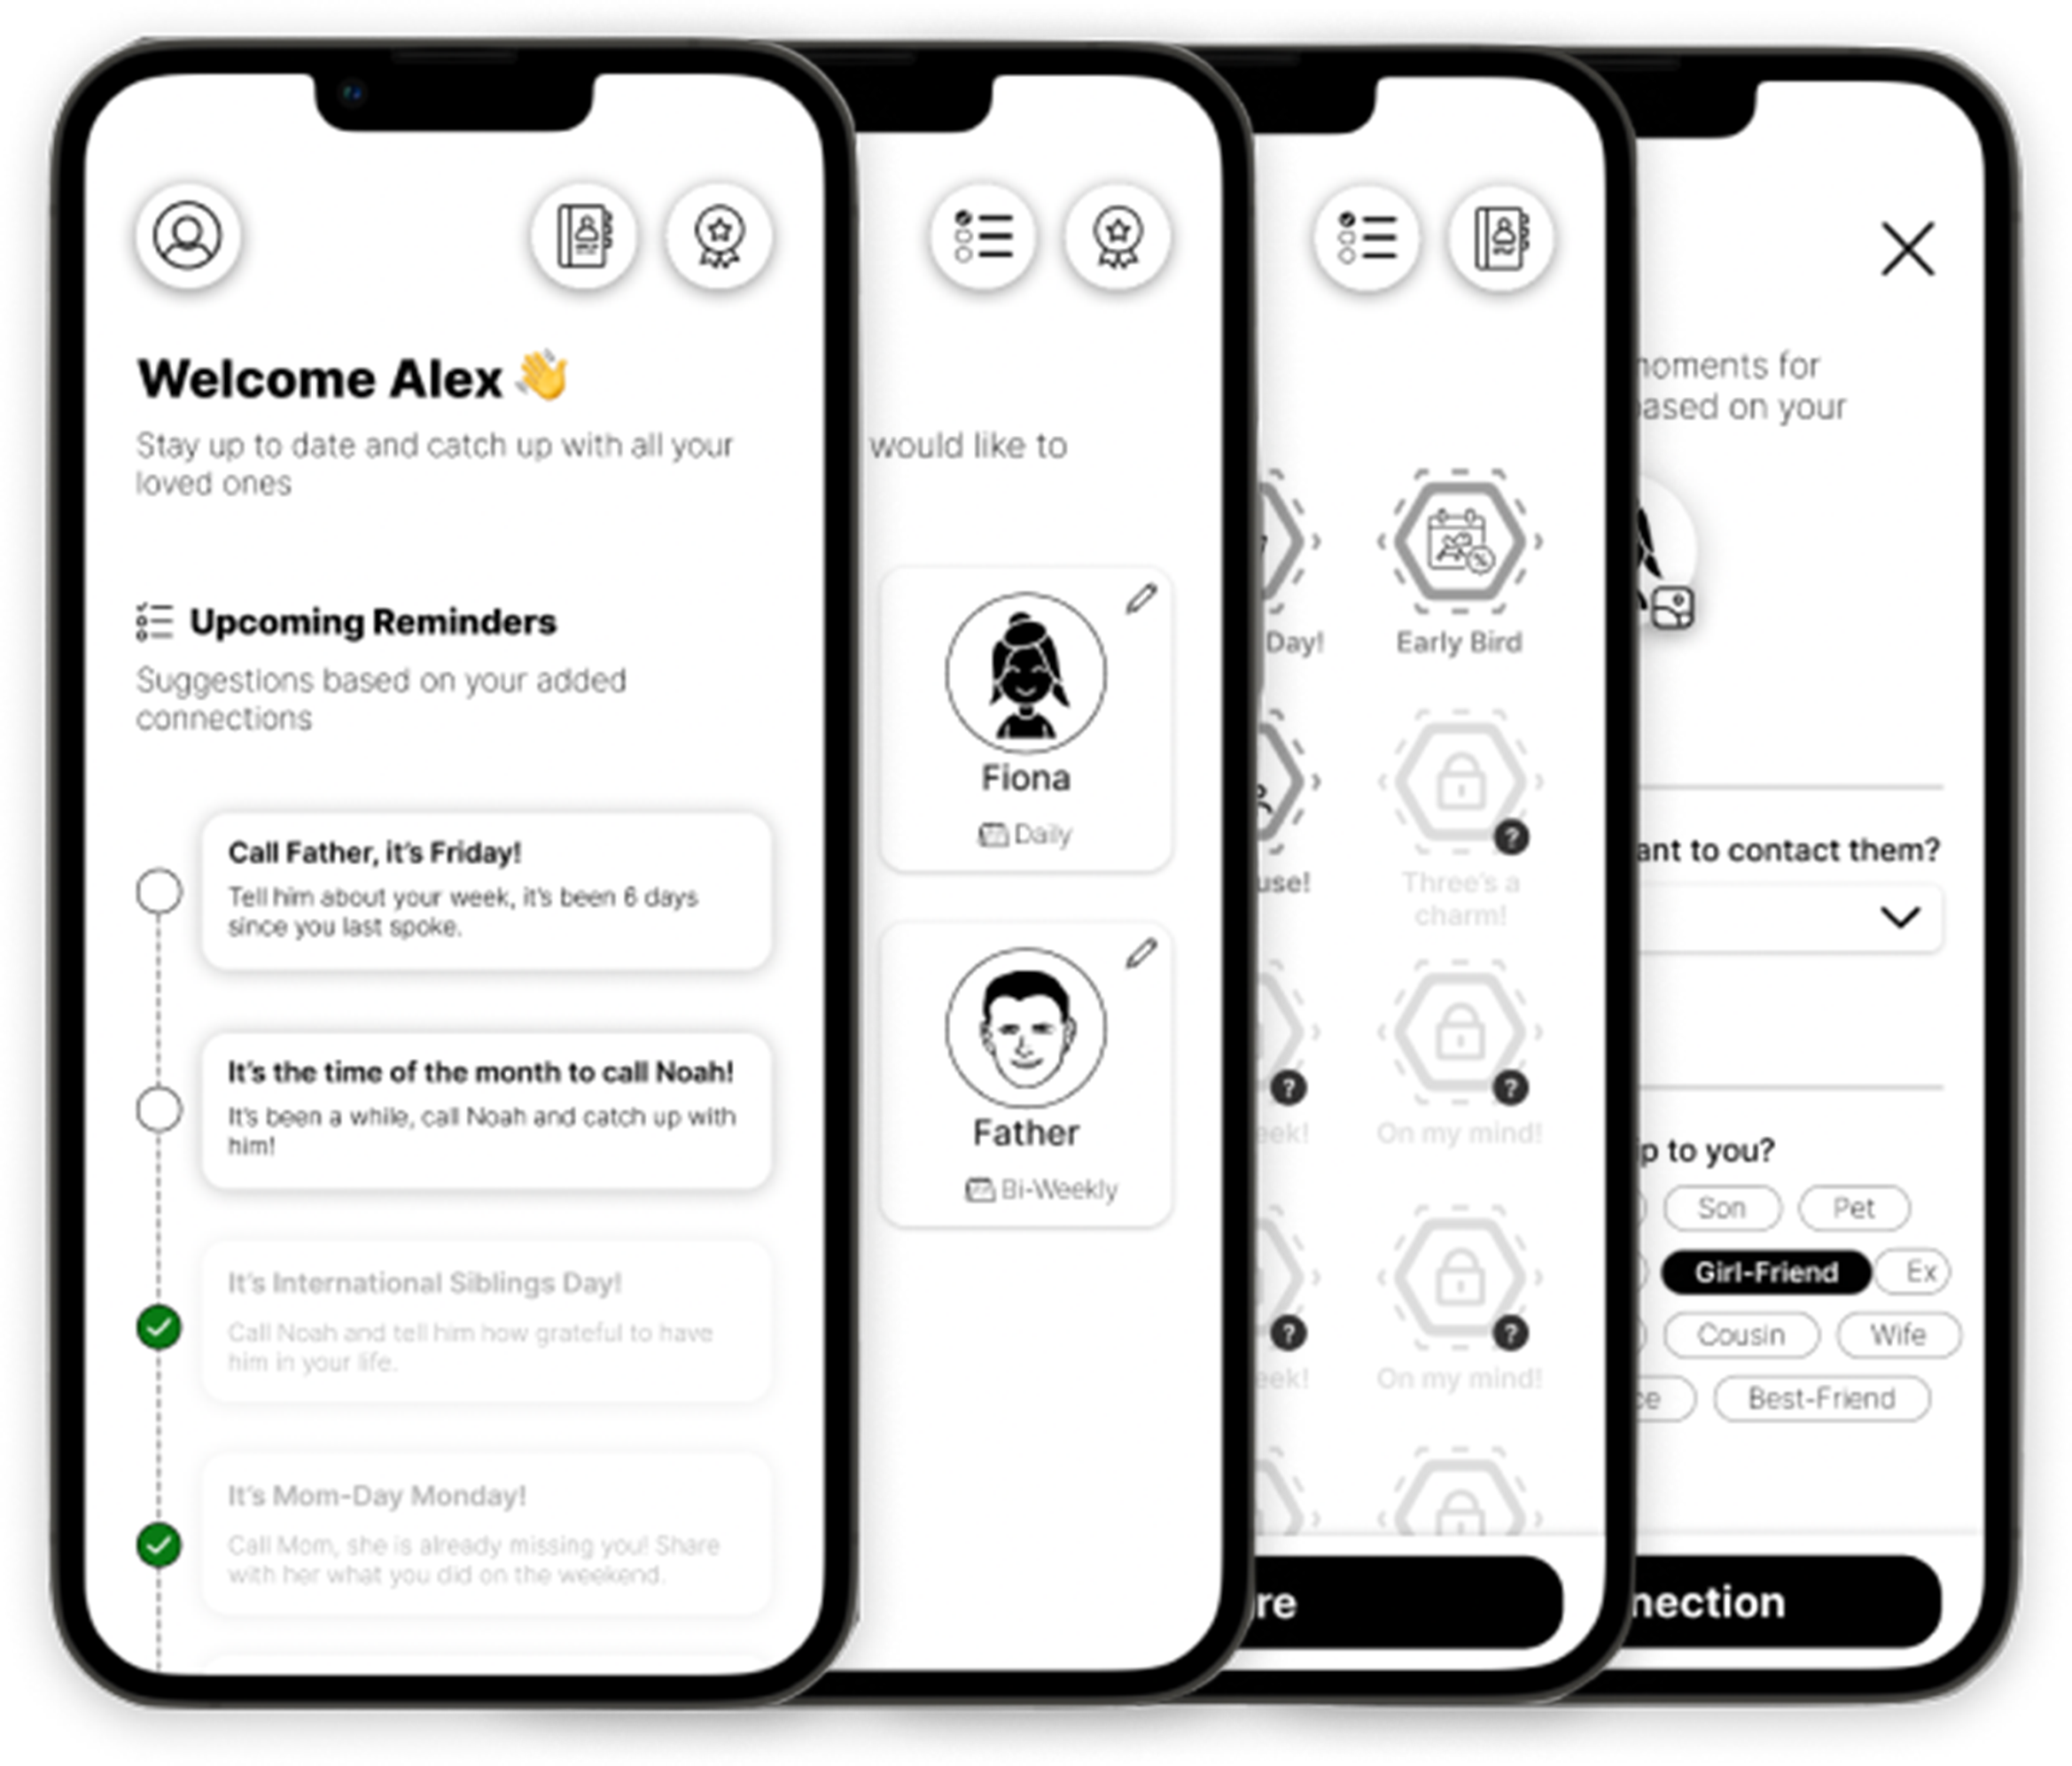 Welcome Alex 👋
Stay up to date and catch up with all your
loved ones
Upcoming Reminders
Suggestions based on your added
connections
Call Father, it's Friday!
Tell him about your week, it's been 6 days
since you last spoke.
It's the time of the month to call Noah!
It's been a while, call Noah and catch up with
him!
It's International Siblings Day!
Call Noah and tell him how grateful to have
him in your life.
It's Mom-Day Monday!
Call Mom, she is already missing you! Share
with her what you did on the weekend.
would like to
Fiona
Daily
Father
Bi-Weekly
Day!
Early Bird
use!
Three's a
charm!
?
eek!
On my mind!
?
?
eek!
On my mind!
?
?
re
moments for
based on your
ant to contact them?
ip to you?
Son
Pet
Girl-Friend
Ex
Cousin
Wife
ce
Best-Friend
nection